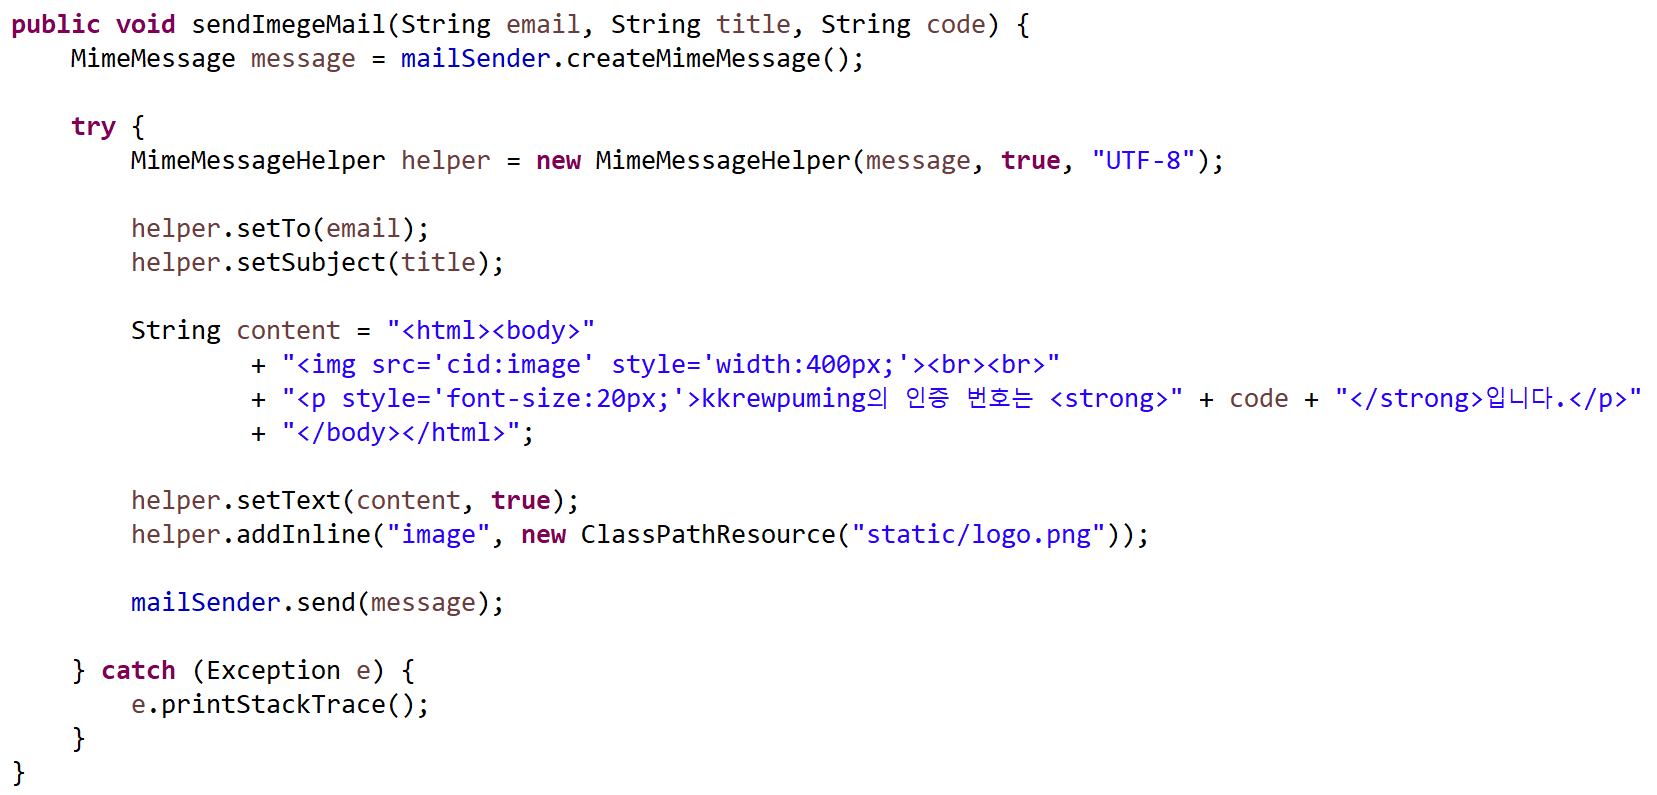 public void sendImegeMail(String email, String title, String code) {
    MimeMessage message = mailSender.createMimeMessage();

    try {
        MimeMessageHelper helper = new MimeMessageHelper(message, true, "UTF-8");

        helper.setTo(email);
        helper.setSubject(title);

        String content = "<html><body>"
                + "<img src='cid:image' style='width:400px;'><br><br>"
                + "<p style='font-size:20px;'>kkrewpuming의 인증 번호는 <strong>" + code + "</strong>입니다.</p>"
                + "</body></html>";

        helper.setText(content, true);
        helper.addInline("image", new ClassPathResource("static/logo.png"));

        mailSender.send(message);

    } catch (Exception e) {
        e.printStackTrace();
    }
}